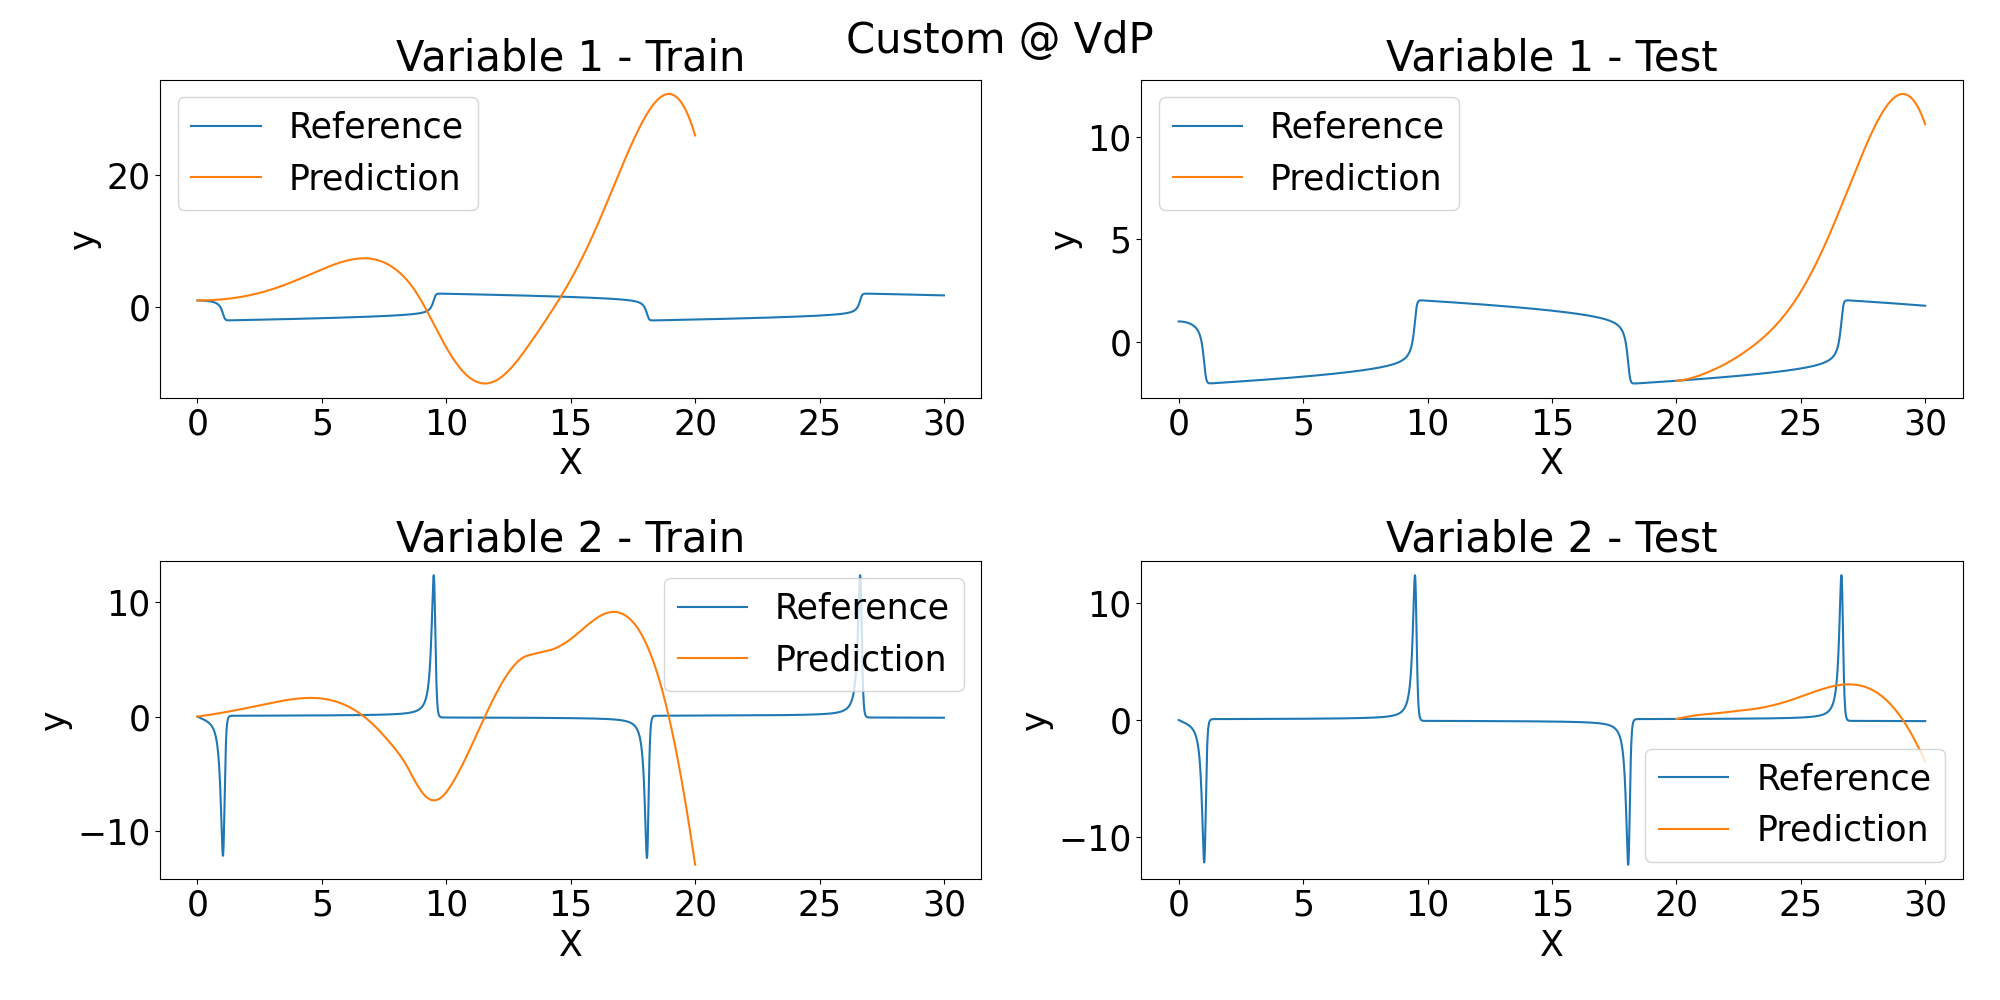 Custom @ VdP
Variable 1 - Train
Reference
Prediction
y
20
0
0 5 10 15 20 25 30
X
Variable 1 - Test
Reference
Prediction
y
10
5
0
0 5 10 15 20 25 30
X
Variable 2 - Train
Reference
Prediction
y
10
0
−10
0 5 10 15 20 25 30
X
Variable 2 - Test
Reference
Prediction
y
10
0
−10
0 5 10 15 20 25 30
X